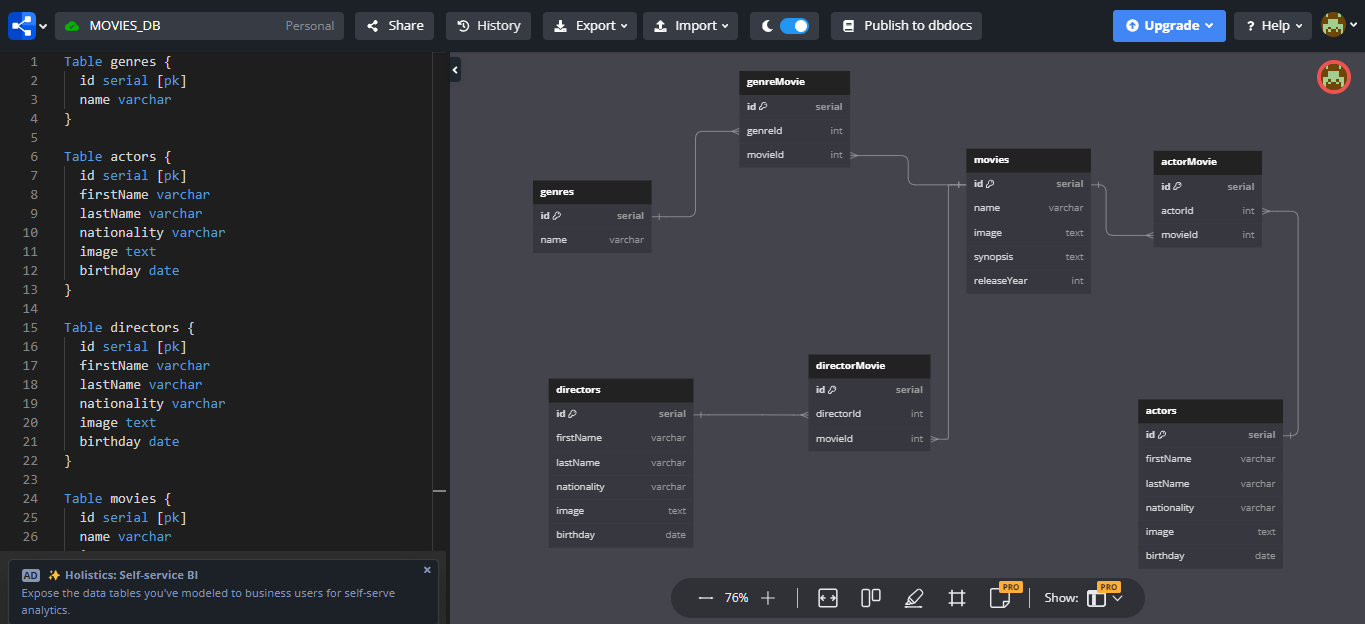 MOVIES_DB Personal Share History Export Import Publish to dbdocs Upgrade ? Help
1 Table genres {
2 id serial [pk]
3 name varchar
4 }
5
6 Table actors {
7 id serial [pk]
8 firstName varchar
9 lastName varchar
10 nationality varchar
11 image text
12 birthday date
13 }
14
15 Table directors {
16 id serial [pk]
17 firstName varchar
18 lastName varchar
19 nationality varchar
20 image text
21 birthday date
22 }
23
24 Table movies {
25 id serial [pk]
26 name varchar
AD ✨ Holistics: Self-service BI ×
Expose the data tables you've modeled to business users for self-serve
analytics.
genreMovie
id serial
genreId int
movieId int
genres
id serial
name varchar
movies
id serial
name varchar
image text
synopsis text
releaseYear int
actorMovie
id serial
actorId int
movieId int
directors
id serial
firstName varchar
lastName varchar
nationality varchar
image text
birthday date
directorMovie
id serial
directorId int
movieId int
actors
id serial
firstName varchar
lastName varchar
nationality varchar
image text
birthday date
76% PRO Show: PRO